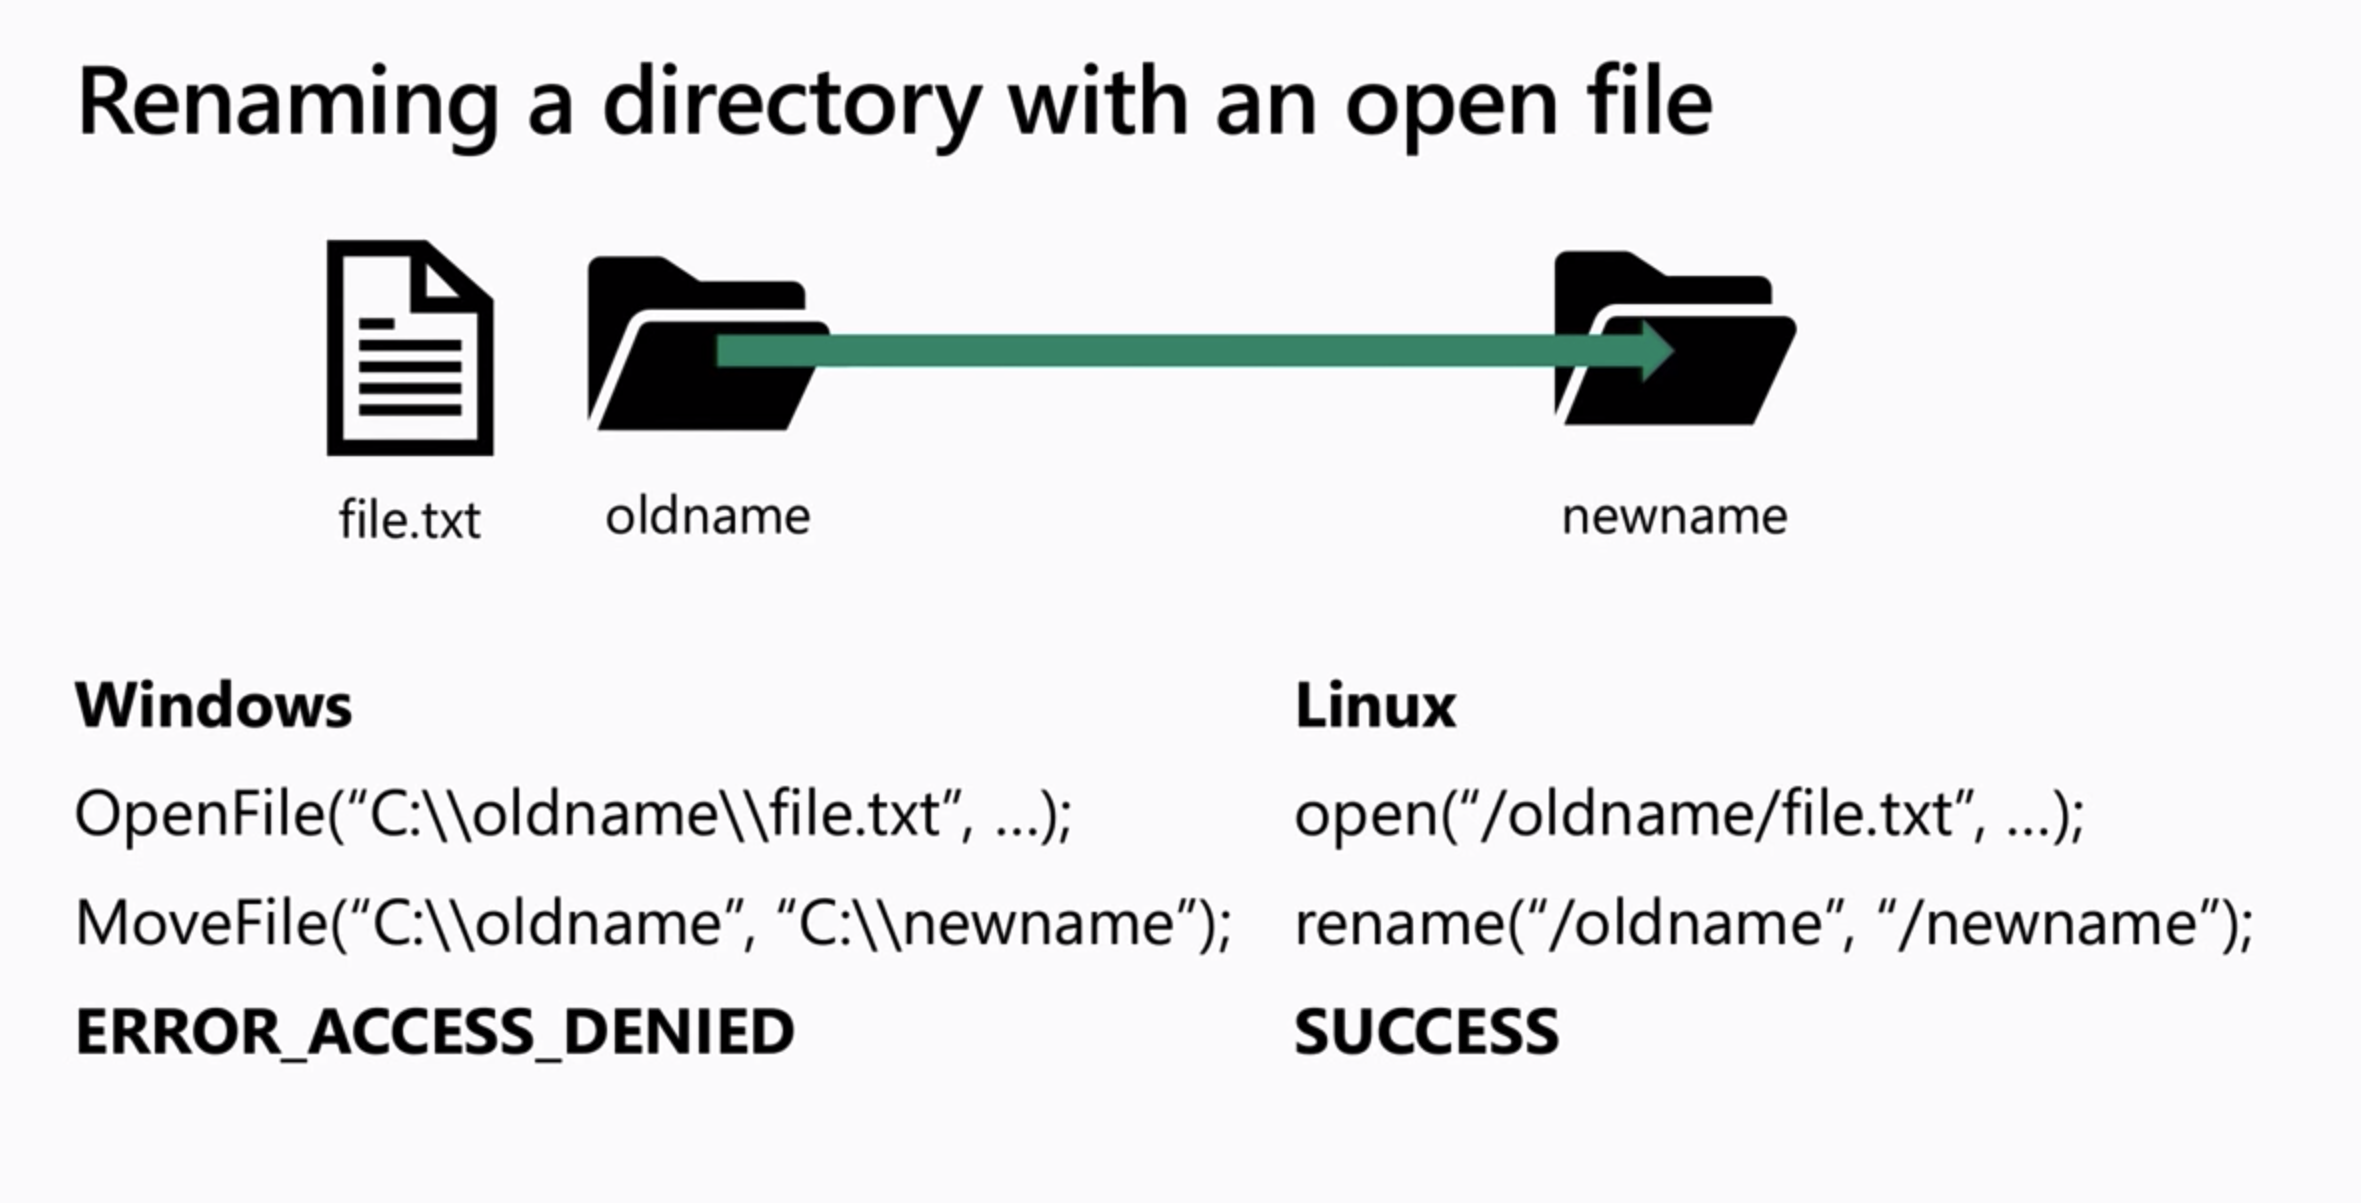 Renaming a directory with an open file
file.txt
oldname
newname
Windows
OpenFile(“C:\\oldname\\file.txt”, ...);
MoveFile(“C:\\oldname”, “C:\\newname”);
ERROR_ACCESS_DENIED
Linux
open(“/oldname/file.txt”, ...);
rename(“/oldname”, “/newname”);
SUCCESS